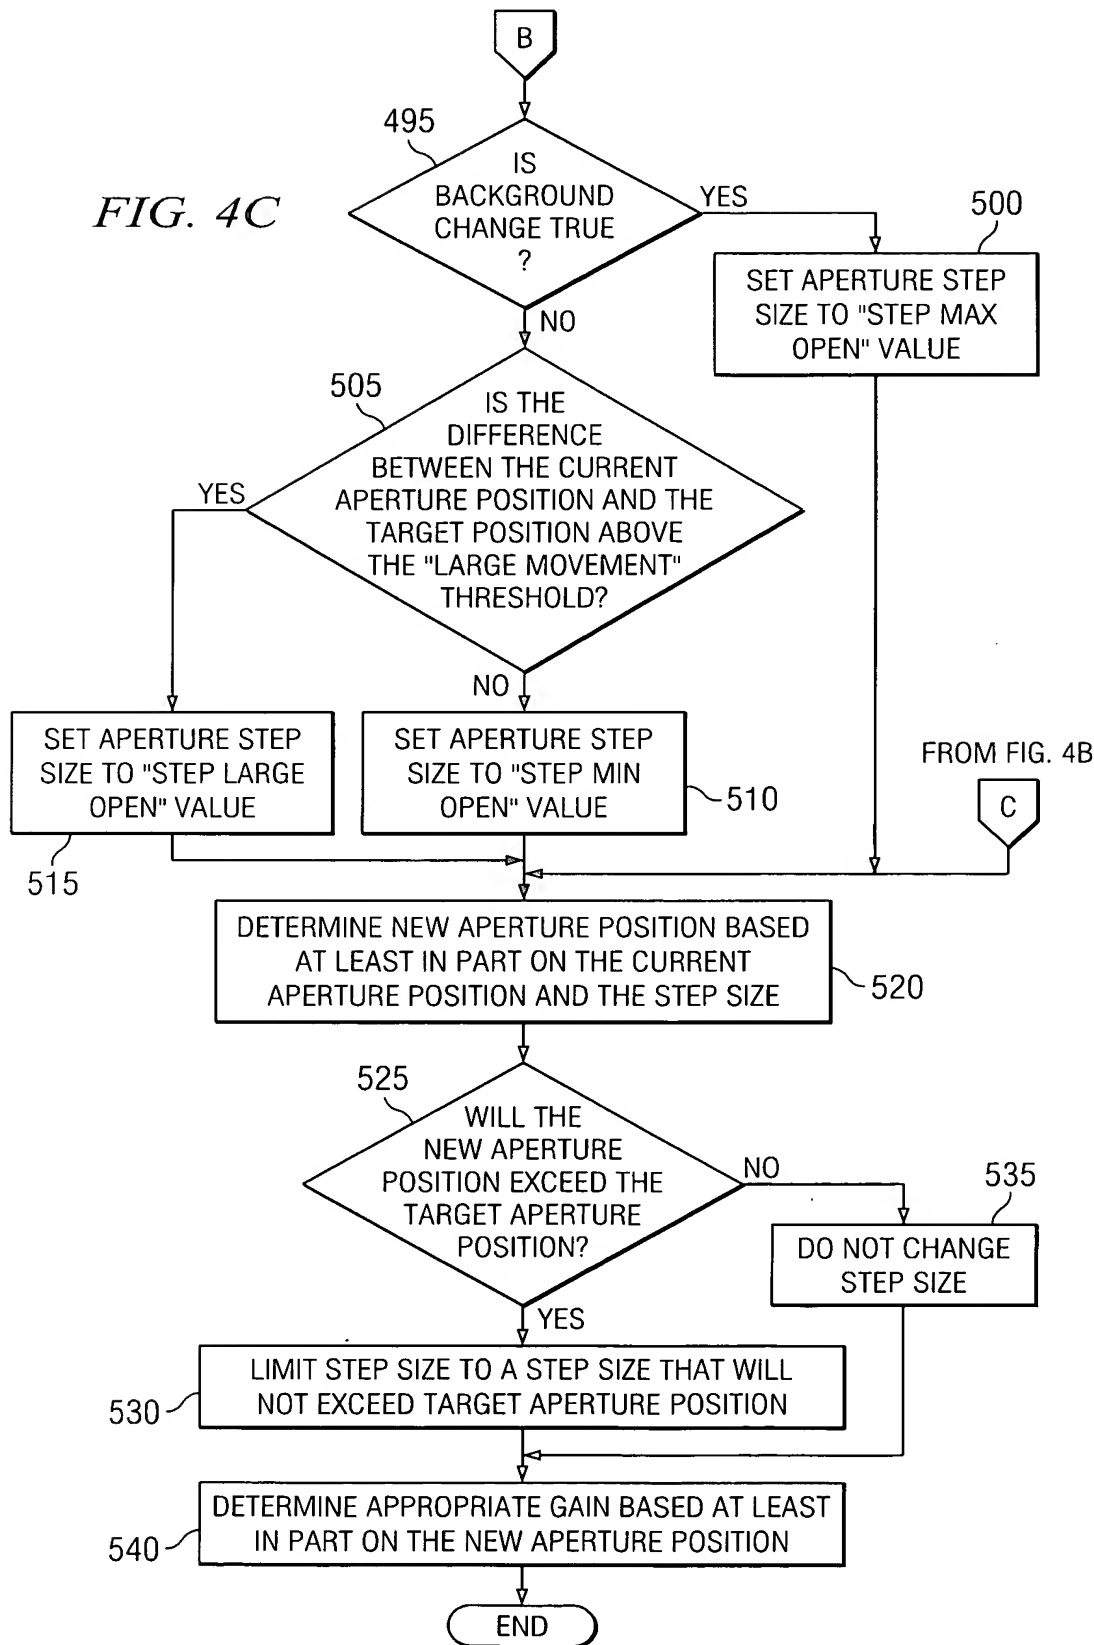 B
495
IS
BACKGROUND
CHANGE TRUE
?
YES
FIG. 4C
500
SET APERTURE STEP
SIZE TO "STEP MAX
OPEN" VALUE
NO
505
IS THE
DIFFERENCE
BETWEEN THE CURRENT
APERTURE POSITION AND THE
TARGET POSITION ABOVE
THE "LARGE MOVEMENT"
THRESHOLD?
YES
NO
SET APERTURE STEP
SIZE TO "STEP LARGE
OPEN" VALUE
515
SET APERTURE STEP
SIZE TO "STEP MIN
OPEN" VALUE
510
FROM FIG. 4B
C
DETERMINE NEW APERTURE POSITION BASED
AT LEAST IN PART ON THE CURRENT
APERTURE POSITION AND THE STEP SIZE
520
525
WILL THE
NEW APERTURE
POSITION EXCEED THE
TARGET APERTURE
POSITION?
NO
535
DO NOT CHANGE
STEP SIZE
YES
LIMIT STEP SIZE TO A STEP SIZE THAT WILL
NOT EXCEED TARGET APERTURE POSITION
530
DETERMINE APPROPRIATE GAIN BASED AT LEAST
IN PART ON THE NEW APERTURE POSITION
540
END